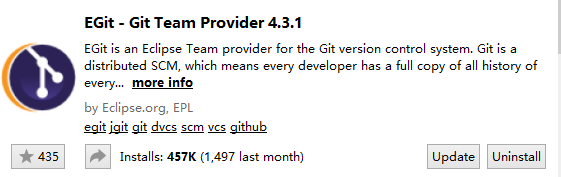 EGit - Git Team Provider 4.3.1
EGit is an Eclipse Team provider for the Git version control system. Git is a
distributed SCM, which means every developer has a full copy of all history of
every... more info
by Eclipse.org, EPL
egit jgit git dvcs scm vcs github
435 Installs: 457K (1,497 last month) Update Uninstall